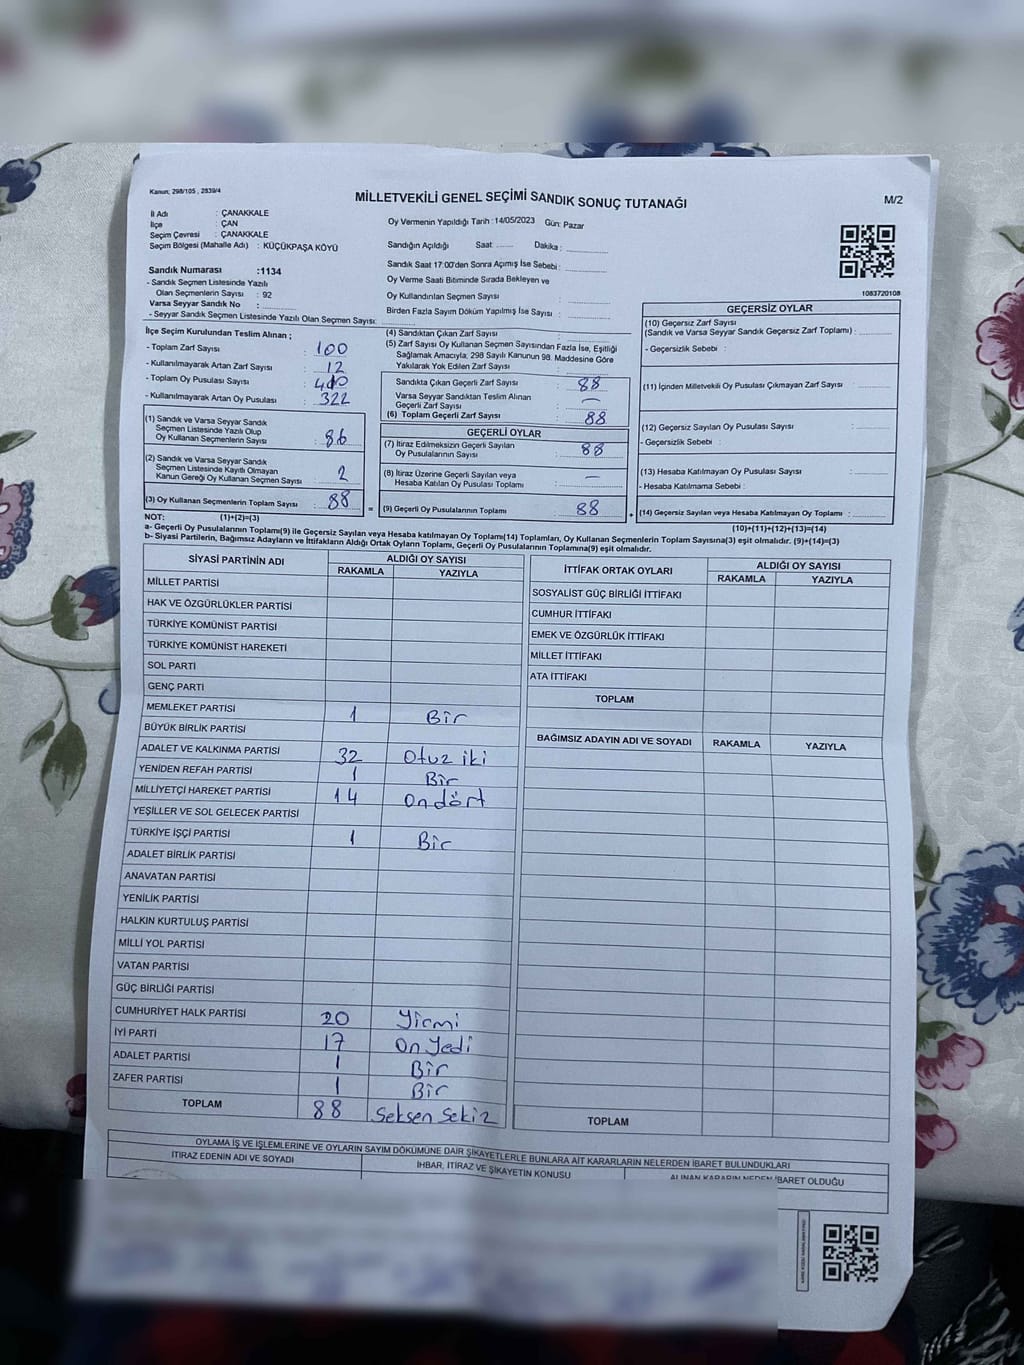 Kanun; 298/105 , 2839/4
MİLLETVEKİLİ GENEL SEÇİMİ SANDIK SONUÇ TUTANAĞI
M/2
İl Adı : ÇANAKKALE
İlçe : ÇAN
Seçim Çevresi : ÇANAKKALE
Seçim Bölgesi (Mahalle Adı) : KÜÇÜKPAŞA KÖYÜ
Oy Vermenin Yapıldığı Tarih :14/05/2023 Gün: Pazar
Sandığın Açıldığı Saat ...... Dakika:
Sandık Saat 17:00'den Sonra Açımış İse Sebebi:
Oy Verme Saati Bitiminde Sırada Bekleyen ve
Oy Kullandırılan Seçmen Sayısı :
Birden Fazla Sayım Döküm Yapılmış İse Sayısı :
1083720108
Sandık Numarası :1134
- Sandık Seçmen Listesinde Yazılı
Olan Seçmenlerin Sayısı : 92
Varsa Seyyar Sandık No :
- Seyyar Seçmen Listesinde Yazılı Olan Seçmen Sayısı:
İlçe Seçim Kurulundan Teslim Alınan ;
- Toplam Zarf Sayısı : 100
- Kullanılmayarak Artan Zarf Sayısı : 12
- Toplam Oy Pusulası Sayısı :
- Kullanılmayarak Artan Oy Pusulası : 322
(1) Sandık ve Varsa Seyyar Sandık
Seçmen Listesinde Yazılı Olup
Oy Kullanan Seçmenlerin Sayısı : 86
(2) Sandık ve Varsa Seyyar Sandık
Seçmen Listesinde Kayıtlı Olmayan
Kanun Gereği Oy Kullanan Seçmen Sayısı : 2
(3) Oy Kullanan Seçmenlerin Toplam Sayısı : 88 =
(4) Sandıktan Çıkan Zarf Sayısı :
(5) Zarf Sayısı Oy Kullanan Seçmen Sayısından Fazla İse, Eşitliği
Sağlamak Amacıyla, 298 Sayılı Kanunun 98. Maddesine Göre
Yakılarak Yok Edilen Zarf Sayısı :
Sandıkta Çıkan Geçerli Zarf Sayısı : 88
Varsa Seyyar Sandıktan Teslim Alınan
Geçerli Zarf Sayısı : -
(6) Toplam Geçerli Zarf Sayısı : 88
GEÇERLİ OYLAR
(7) İtiraz Edilmeksizin Geçerli Sayılan
Oy Pusulalarının Sayısı : 88
(8) İtiraz Üzerine Geçerli Sayılan veya
Hesaba Katılan Oy Pusulası Toplamı : -
(9) Geçerli Oy Pusulalarının Toplamı : 88 +
GEÇERSİZ OYLAR
(10) Geçersiz Zarf Sayısı
(Sandık ve Varsa Seyyar Sandık Geçersiz Zarf Toplamı) :
- Geçersizlik Sebebi :
(11) İçinden Milletvekili Oy Pusulası Çıkmayan Zarf Sayısı :
(12) Geçersiz Sayılan Oy Pusulası Sayısı :
- Geçersizlik Sebebi :
(13) Hesaba Katılmayan Oy Pusulası Sayısı :
- Hesaba Katılmama Sebebi :
(14) Geçersiz Sayılan veya Hesaba Katılmayan Oy Toplamı :
NOT: (1)+(2)=(3) (10)+(11)+(12)+(13)=(14)
a- Geçerli Oy Pusulalarının Toplamı(9) ile Geçersiz Sayılan veya Hesaba katılmayan Oy Toplamı(14) Toplamları, Oy Kullanan Seçmenlerin Toplam Sayısına(3) eşit olmalıdır. (9)+(14)=(3)
b- Siyasi Partilerin, Bağımsız Adayların ve İttifakların Aldığı Ortak Oyların Toplamı, Geçerli Oy Pusulalarının Toplamına(9) eşit olmalıdır.
SİYASİ PARTİNİN ADI ALDIĞI OY SAYISI
RAKAMLA YAZIYLA
MİLLET PARTİSİ
HAK VE ÖZGÜRLÜKLER PARTİSİ
TÜRKİYE KOMÜNİST PARTİSİ
TÜRKİYE KOMÜNİST HAREKETİ
SOL PARTİ
GENÇ PARTİ
MEMLEKET PARTİSİ 1 Bir
BÜYÜK BİRLİK PARTİSİ
ADALET VE KALKINMA PARTİSİ 32 Otuz iki
YENİDEN REFAH PARTİSİ 1 Bir
MİLLİYETÇİ HAREKET PARTİSİ 14 Ondört
YEŞİLLER VE SOL GELECEK PARTİSİ
TÜRKİYE İŞÇİ PARTİSİ 1 Bir
ADALET BİRLİK PARTİSİ
ANAVATAN PARTİSİ
YENİLİK PARTİSİ
HALKIN KURTULUŞ PARTİSİ
MİLLİ YOL PARTİSİ
VATAN PARTİSİ
GÜÇ BİRLİĞİ PARTİSİ
CUMHURİYET HALK PARTİSİ 20 Yirmi
İYİ PARTİ 17 On Yedi
ADALET PARTİSİ 1 Bir
ZAFER PARTİSİ 1 Bir
TOPLAM 88 Seksen Sekiz
İTTİFAK ORTAK OYLARI ALDIĞI OY SAYISI
RAKAMLA YAZIYLA
SOSYALİST GÜÇ BİRLİĞİ İTTİFAKI
CUMHUR İTTİFAKI
EMEK VE ÖZGÜRLÜK İTTİFAKI
MİLLET İTTİFAKI
ATA İTTİFAKI
TOPLAM
BAĞIMSIZ ADAYIN ADI VE SOYADI RAKAMLA YAZIYLA
TOPLAM
OYLAMA İŞ VE İŞLEMLERİNE VE OYLARIN SAYIM DÖKÜMÜNE DAİR ŞİKAYETLERLE BUNLARA AİT KARARLARIN NELERDEN İBARET BULUNDUKLARI
İTİRAZ EDENİN ADI VE SOYADI
İHBAR, İTİRAZ VE ŞİKAYETİN KONUSU
ALINAN KARARIN NEDEN İBARET OLDUĞU